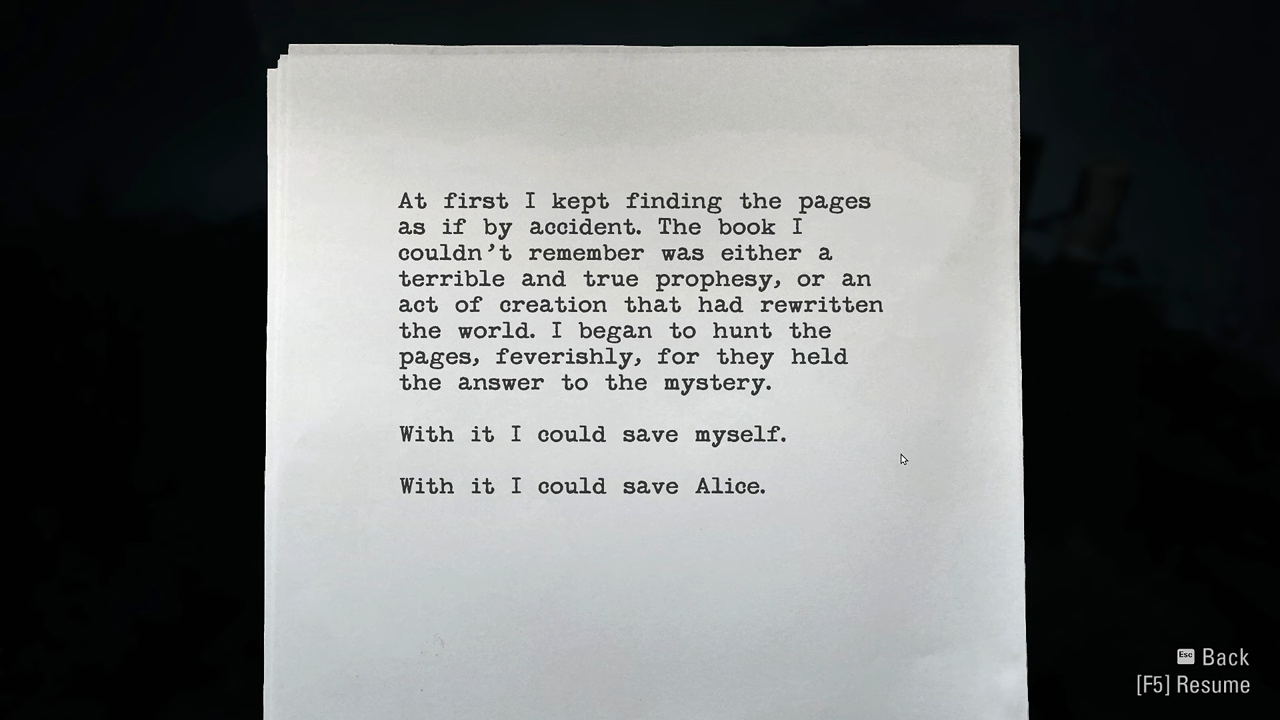 At first I kept finding the pages
as if by accident. The book I
couldn't remember was either a
terrible and true prophesy, or an
act of creation that had rewritten
the world. I began to hunt the
pages, feverishly, for they held
the answer to the mystery.
With it I could save myself.
With it I could save Alice.
Esc Back
[F5] Resume